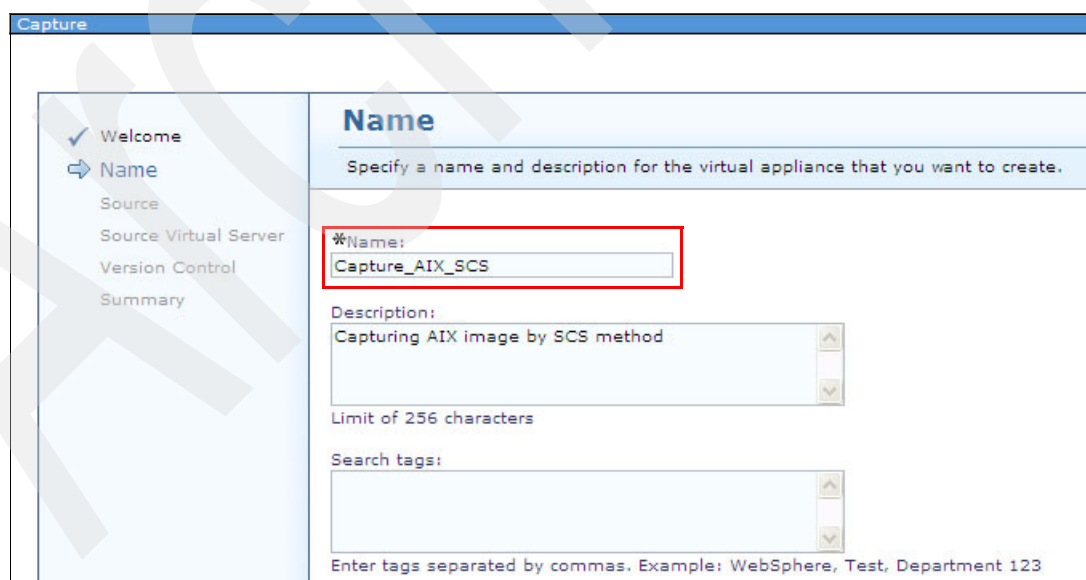 Capture
Welcome
Name
Source
Source Virtual Server
Version Control
Summary
Name
Specify a name and description for the virtual appliance that you want to create.
*Name:
Capture_AIX_SCS
Description:
Capturing AIX image by SCS method
Limit of 256 characters
Search tags:
Enter tags separated by commas. Example: WebSphere, Test, Department 123